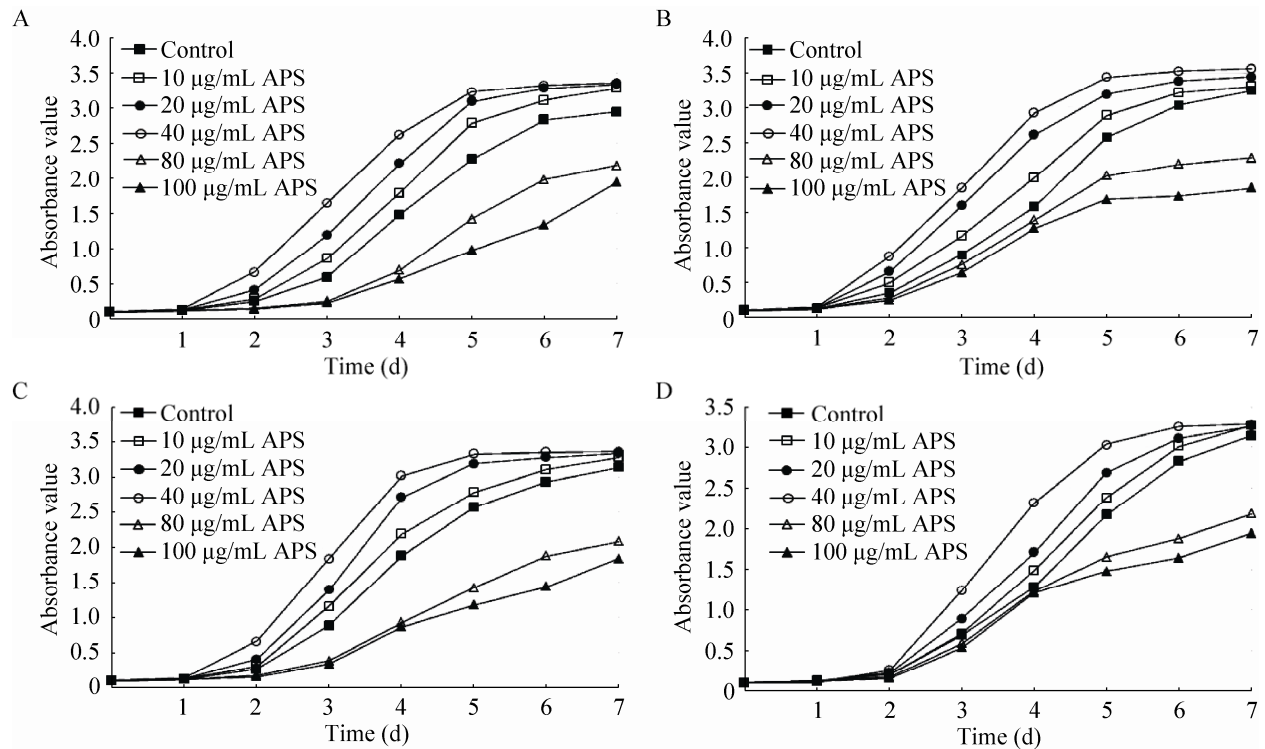 A
4.0
3.5
3.0
2.5
2.0
1.5
1.0
0.5
0
Absorbance value
Control
10 μg/mL APS
20 μg/mL APS
40 μg/mL APS
80 μg/mL APS
100 μg/mL APS
1 2 3 4 5 6 7
Time (d)
B
4.0
3.5
3.0
2.5
2.0
1.5
1.0
0.5
0
Absorbance value
Control
10 μg/mL APS
20 μg/mL APS
40 μg/mL APS
80 μg/mL APS
100 μg/mL APS
1 2 3 4 5 6 7
Time (d)
C
4.0
3.5
3.0
2.5
2.0
1.5
1.0
0.5
0
Absorbance value
Control
10 μg/mL APS
20 μg/mL APS
40 μg/mL APS
80 μg/mL APS
100 μg/mL APS
1 2 3 4 5 6 7
Time (d)
D
3.5
3.0
2.5
2.0
1.5
1.0
0.5
0
Absorbance value
Control
10 μg/mL APS
20 μg/mL APS
40 μg/mL APS
80 μg/mL APS
100 μg/mL APS
1 2 3 4 5 6 7
Time (d)